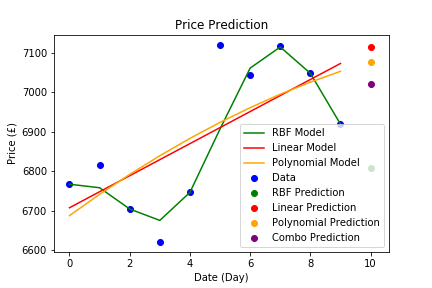 Price Prediction
7100
7000
6900
6800
6700
6600
Price (£)
RBF Model
Linear Model
Polynomial Model
Data
RBF Prediction
Linear Prediction
Polynomial Prediction
Combo Prediction
0 2 4 6 8 10
Date (Day)